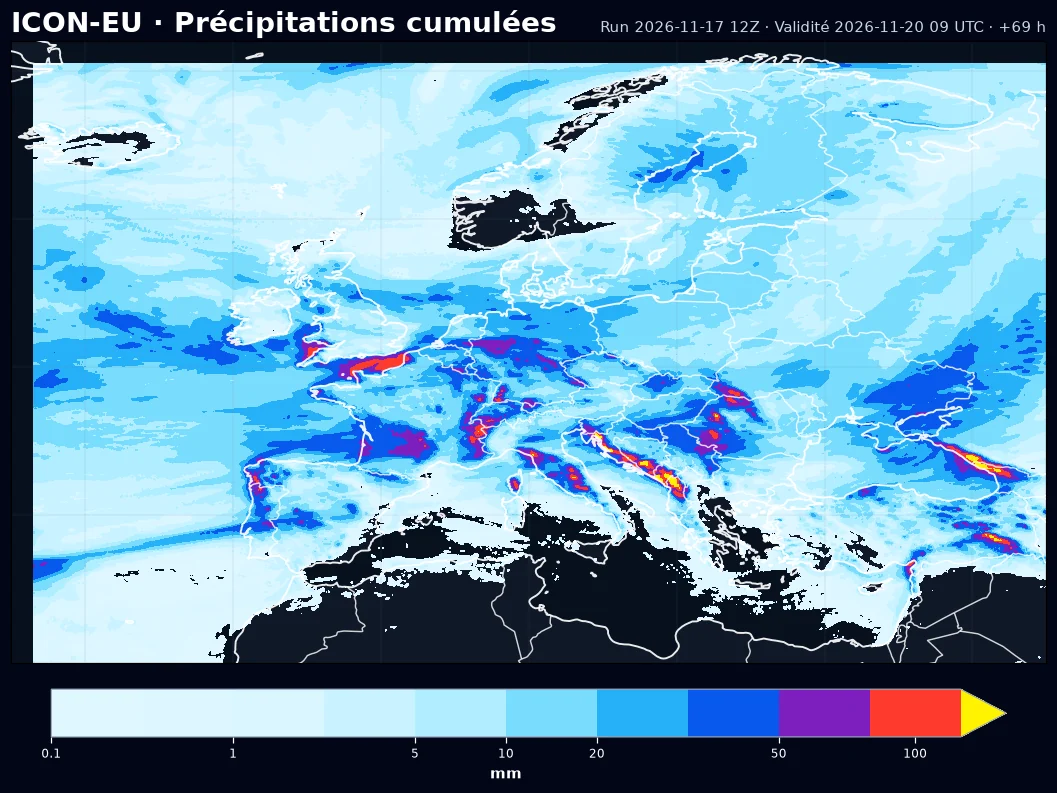 ICON-EU · Précipitations cumulées
Run 2026-11-17 12Z · Validité 2026-11-20 09 UTC · +69 h
0.1 1 5 10 20 50 100
mm